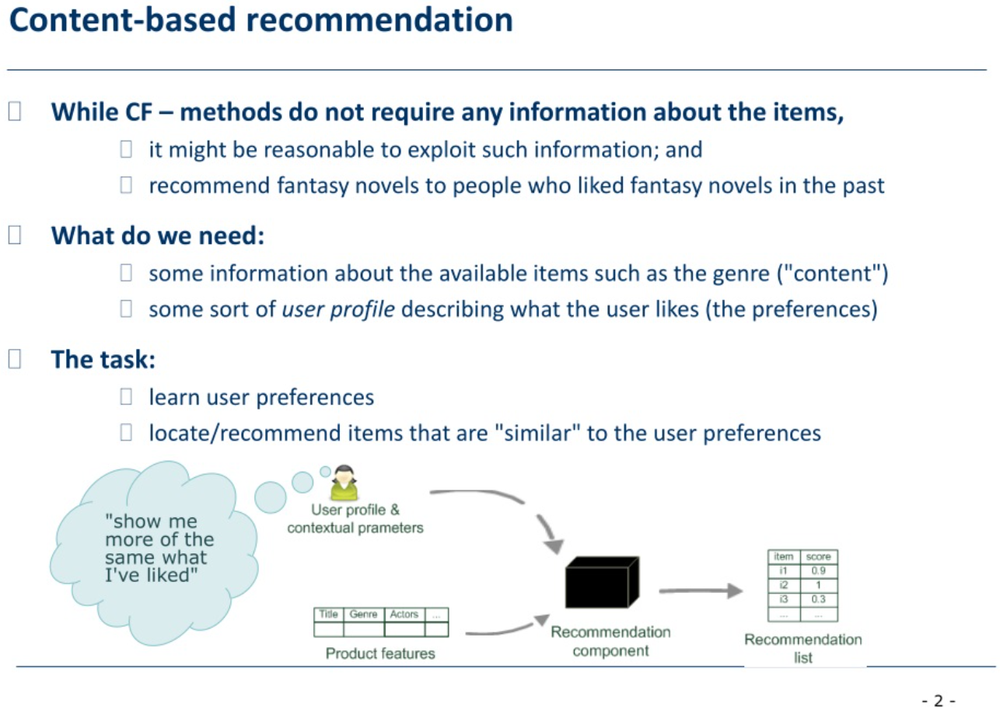 Content-based recommendation
While CF – methods do not require any information about the items,
it might be reasonable to exploit such information; and
recommend fantasy novels to people who liked fantasy novels in the past
What do we need:
some information about the available items such as the genre ("content")
some sort of user profile describing what the user likes (the preferences)
The task:
learn user preferences
locate/recommend items that are "similar" to the user preferences
"show me
more of the
same what
I've liked"
User profile &
contextual prameters
Title Genre Actors ...
Product features
Recommendation
component
item score
i1 0.9
i2 1
i3 0.3
... ...
Recommendation
list
- 2 -